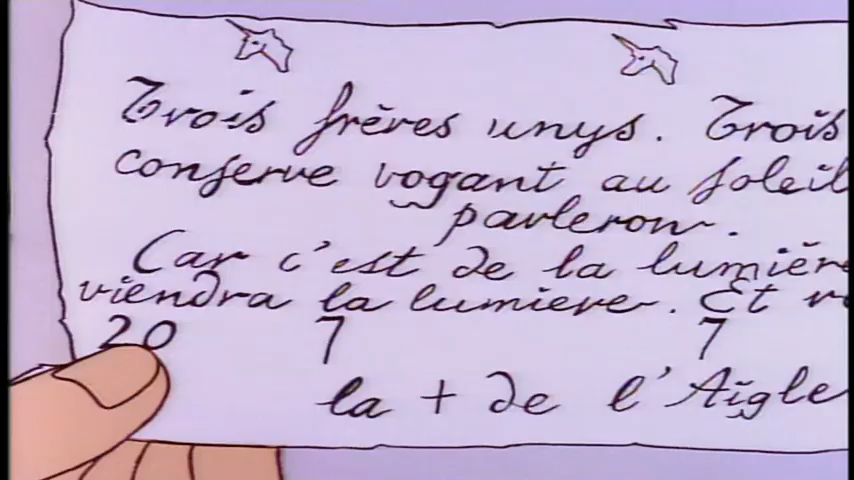 Trois frères unys. Trois
conserve vogant au soleil
parleron.
Car c'est de la lumière
viendra la lumiere. Et
20 7 7
la + de l'Aigle